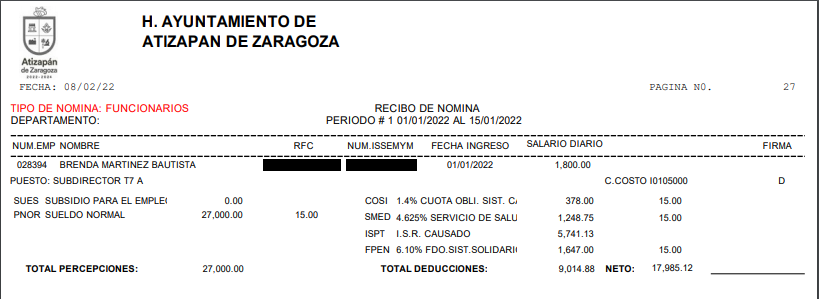 H. AYUNTAMIENTO DE
ATIZAPAN DE ZARAGOZA
Atizapán
de Zaragoza
2022-2024
FECHA: 08/02/22 PAGINA N0. 27
TIPO DE NOMINA: FUNCIONARIOS RECIBO DE NOMINA
DEPARTAMENTO: PERIODO # 1 01/01/2022 AL 15/01/2022
NUM.EMP NOMBRE RFC NUM.ISSEMYM FECHA INGRESO SALARIO DIARIO FIRMA
028394 BRENDA MARTINEZ BAUTISTA 01/01/2022 1,800.00
PUESTO: SUBDIRECTOR T7 A C.COSTO I0105000 D
SUES SUBSIDIO PARA EL EMPLE( 0.00 COSI 1.4% CUOTA OBLI. SIST. C/ 378.00 15.00
PNOR SUELDO NORMAL 27,000.00 15.00 SMED 4.625% SERVICIO DE SALU 1,248.75 15.00
ISPT I.S.R. CAUSADO 5,741.13
FPEN 6.10% FDO.SIST.SOLIDARI( 1,647.00 15.00
TOTAL PERCEPCIONES: 27,000.00 TOTAL DEDUCCIONES: 9,014.88 NETO: 17,985.12